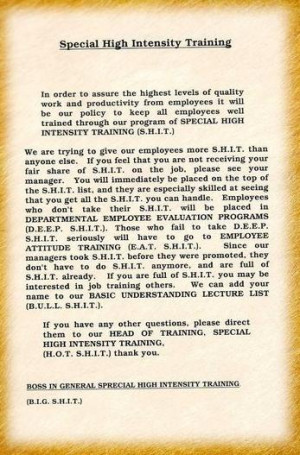 Special High Intensity Training
In order to assure the highest levels of quality
work and productivity from employees it will
be our policy to keep all employees well
trained through our program of SPECIAL HIGH
INTENSITY TRAINING (S.H.I.T.)
We are trying to give our employees more S.H.I.T. than
anyone else. If you feel that you are not receiving your
fair share of S.H.I.T. on the job, please see your
manager. You will immediately be placed on the top of
the S.H.I.T. list, and they are especially skilled at seeing
that you get all the S.H.I.T. you can handle. Employees
who don't take their S.H.I.T. will be placed in
DEPARTMENTAL EMPLOYEE EVALUATION PROGRAMS
(D.E.E.P. S.H.I.T.). Those who fail to take D.E.E.P.
S.H.I.T. seriously will have to go to EMPLOYEE
ATTITUDE TRAINING (E.A.T. S.H.I.T.). Since our
managers took S.H.I.T. before they were promoted, they
don't have to do S.H.I.T. anymore, and are full of
S.H.I.T. already. If you are full of S.H.I.T. you may be
interested in job training others. We can add your
name to our BASIC UNDERSTANDING LECTURE LIST
(B.U.L.L. S.H.I.T.).
If you have any other questions, please direct
them to our HEAD OF TRAINING, SPECIAL
HIGH INTENSITY TRAINING,
(H.O.T. S.H.I.T.) thank you.
BOSS IN GENERAL SPRECIAL HIGH INTENSITY TRAINING
(B.I.G. S.H.I.T.)